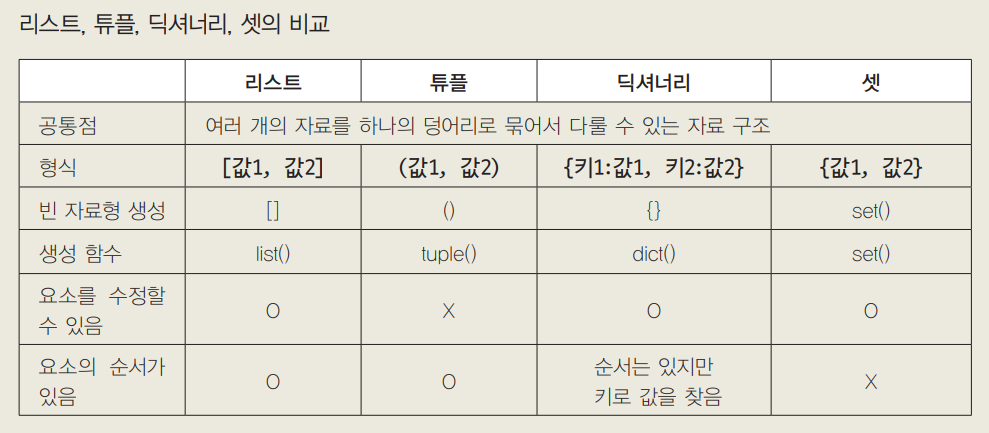 리스트, 튜플, 딕셔너리, 셋의 비교
리스트 튜플 딕셔너리 셋
공통점 여러 개의 자료를 하나의 덩어리로 묶어서 다룰 수 있는 자료 구조
형식 [값1, 값2] (값1, 값2) {키1:값1, 키2:값2} {값1, 값2}
빈 자료형 생성 [] () {} set()
생성 함수 list() tuple() dict() set()
요소를 수정할
수 있음 O X O O
요소의 순서가
있음 O O 순서는 있지만
키로 값을 찾음 X